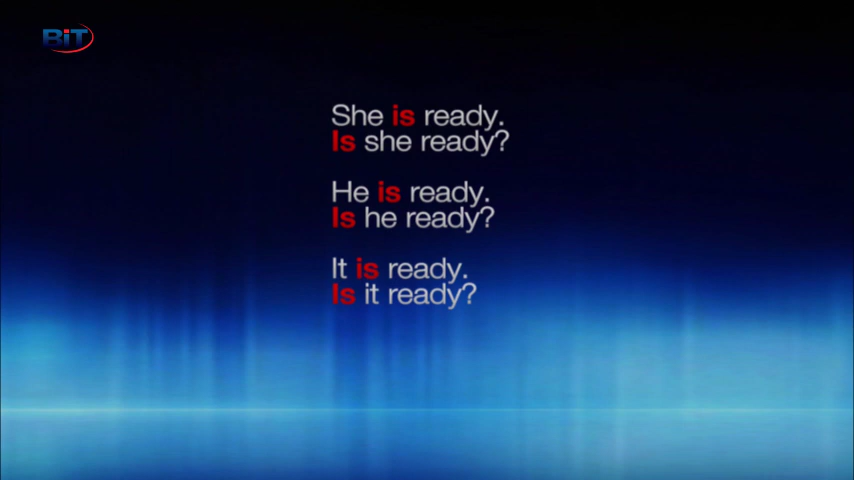 BiT
She is ready.
Is she ready?
He is ready.
Is he ready?
It is ready.
Is it ready?